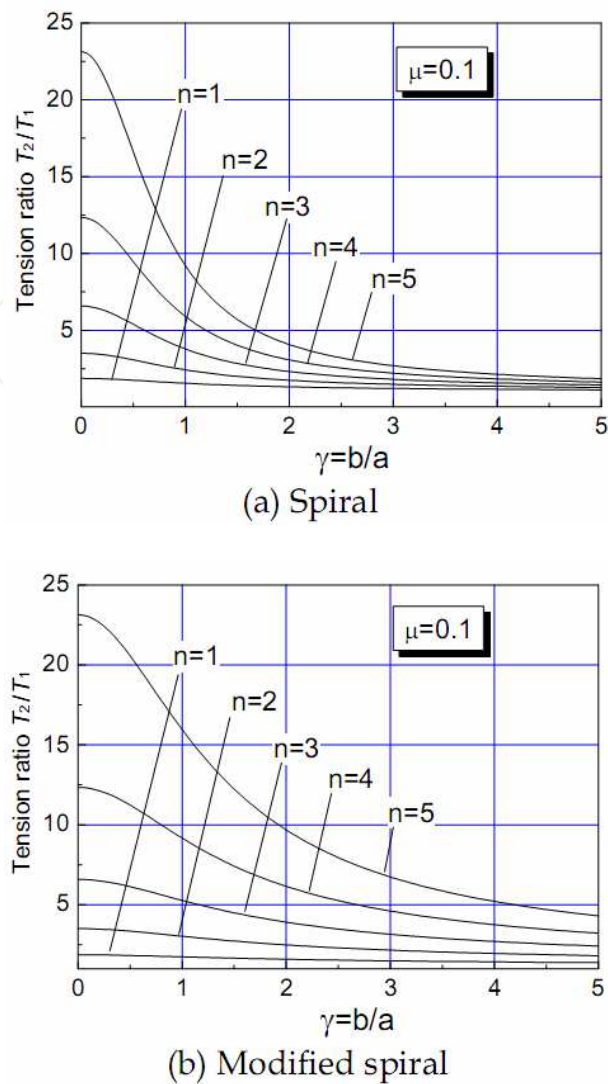 25
20
15
10
5
Tension ratio T₂/T₁
μ=0.1
n=1
n=2
n=3
n=4
n=5
0 1 2 3 4 5
γ=b/a
(a) Spiral
25
20
15
10
5
Tension ratio T₂/T₁
μ=0.1
n=1
n=2
n=3
n=4
n=5
0 1 2 3 4 5
γ=b/a
(b) Modified spiral